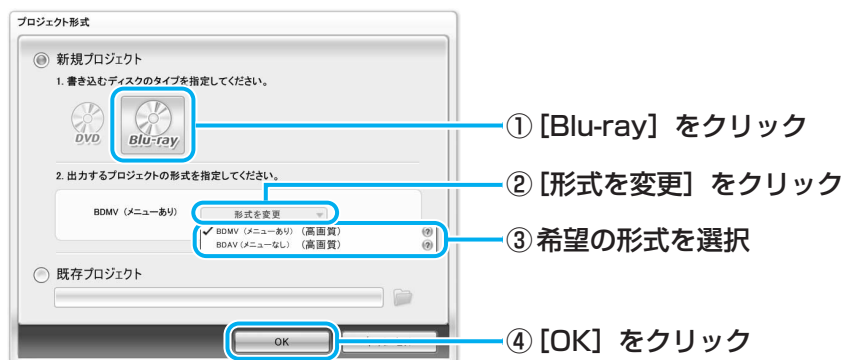 プロジェクト形式
新規プロジェクト
1. 書き込むディスクのタイプを指定してください。
DVD
Blu-ray
①[Blu-ray]をクリック
2. 出力するプロジェクトの形式を指定してください。
②[形式を変更]をクリック
BDMV（メニューあり） 形式を変更
✔ BDMV（メニューあり）（高画質） ?
BDAV（メニューなし）（高画質） ?
③希望の形式を選択
既存プロジェクト
OK
④[OK]をクリック